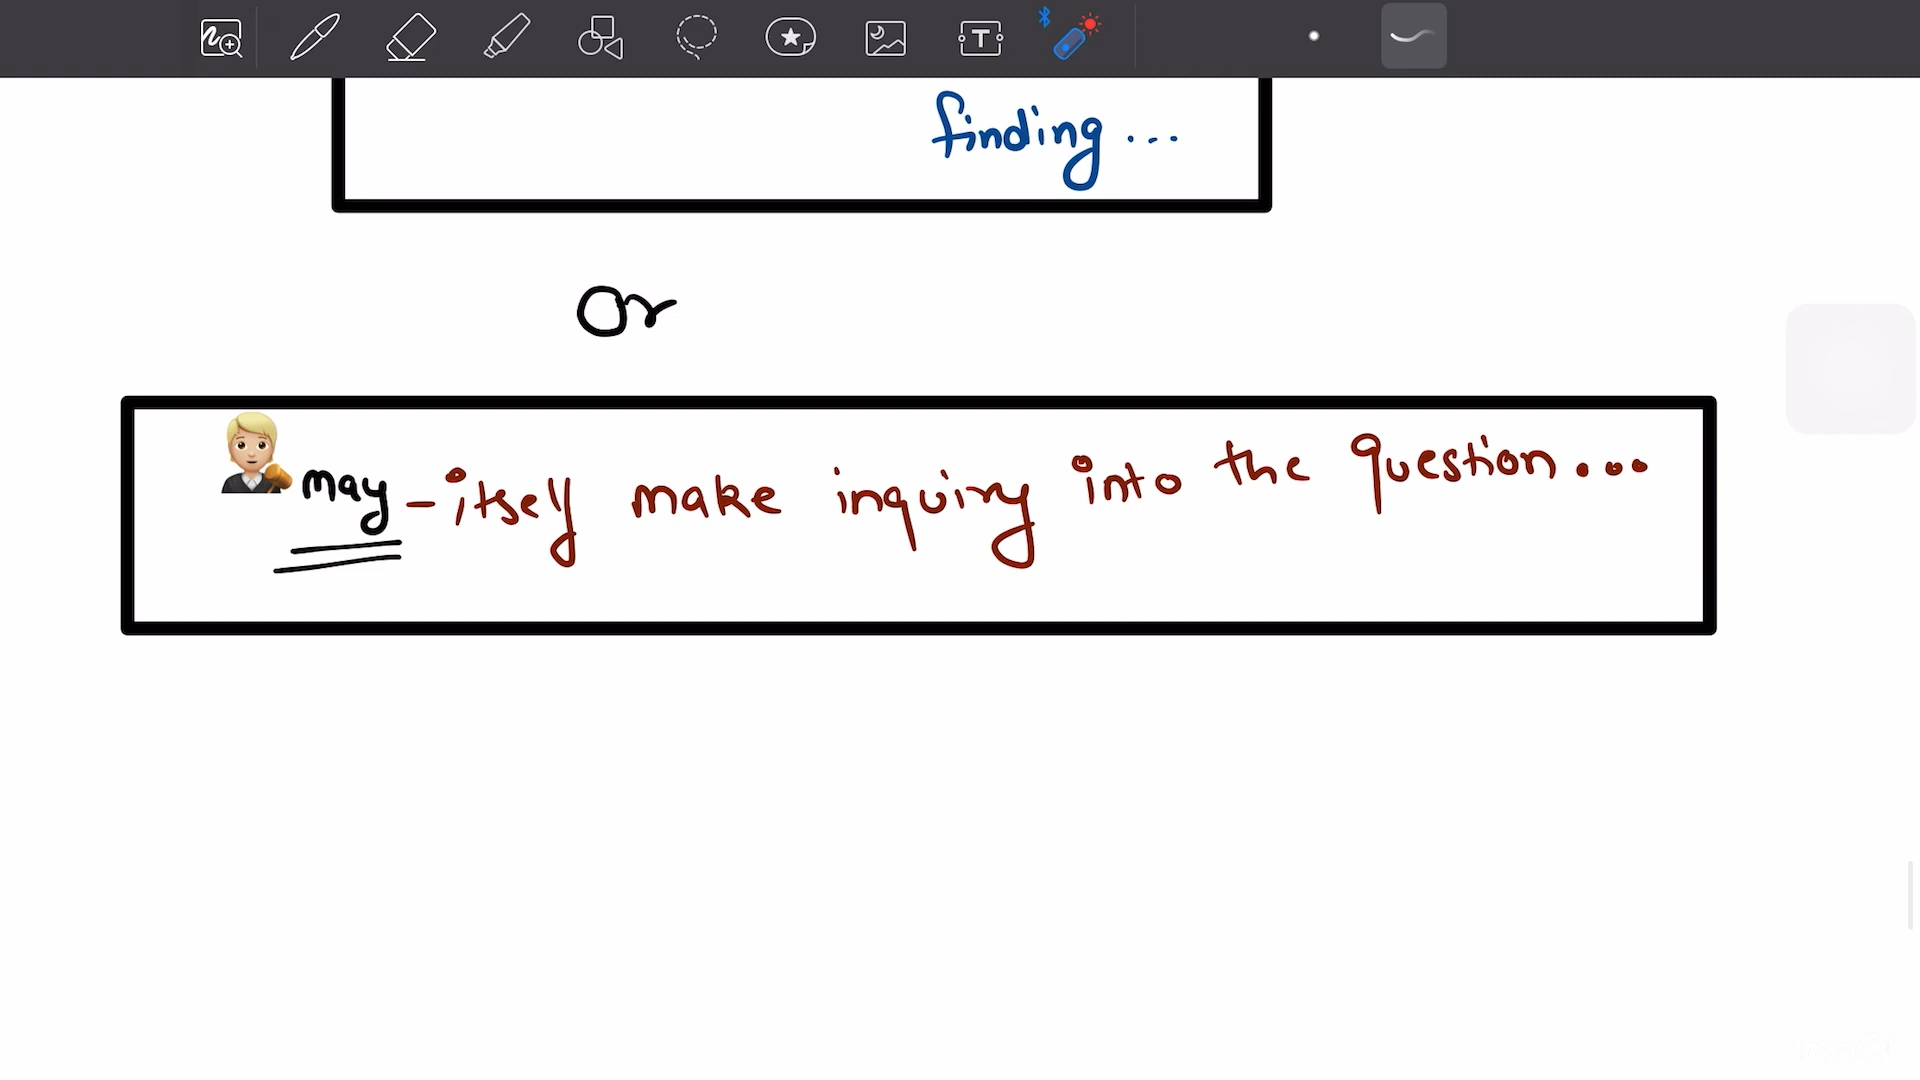 finding ...
Or
may - itself make inquiry into the question...